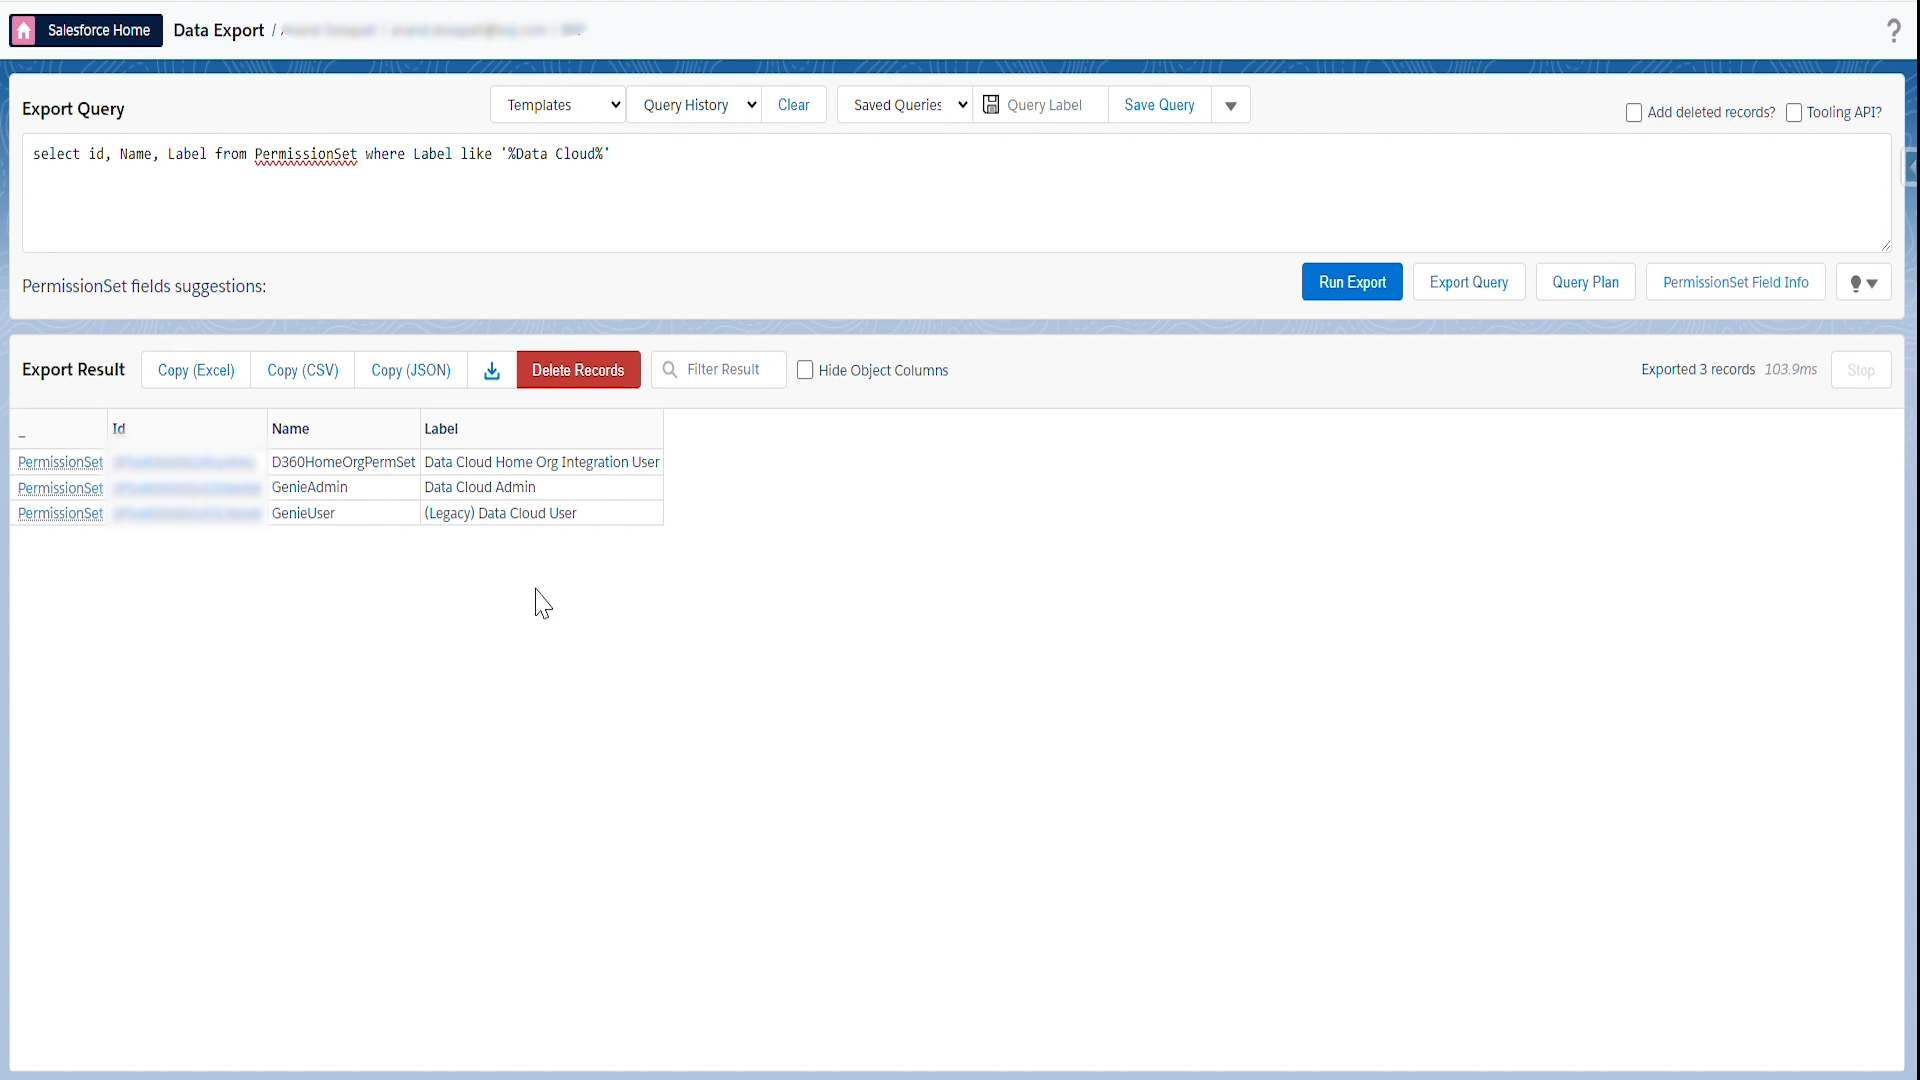 Salesforce Home Data Export /
?
Export Query Templates Query History Clear Saved Queries Query Label Save Query Add deleted records? Tooling API?
select id, Name, Label from PermissionSet where Label like '%Data Cloud%'
PermissionSet fields suggestions: Run Export Export Query Query Plan PermissionSet Field Info
Export Result Copy (Excel) Copy (CSV) Copy (JSON) Delete Records Filter Result Hide Object Columns Exported 3 records 103.9ms Stop
_ Id Name Label
PermissionSet D360HomeOrgPermSet Data Cloud Home Org Integration User
PermissionSet GenieAdmin Data Cloud Admin
PermissionSet GenieUser (Legacy) Data Cloud User